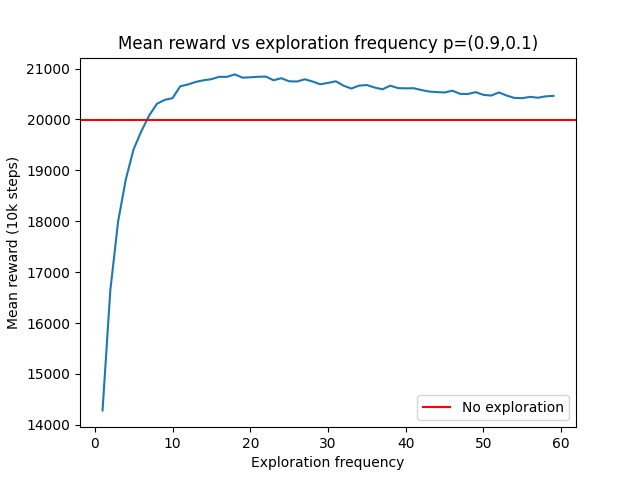 Mean reward vs exploration frequency p=(0.9,0.1)
Mean reward (10k steps)
21000
20000
19000
18000
17000
16000
15000
14000
No exploration
0 10 20 30 40 50 60
Exploration frequency